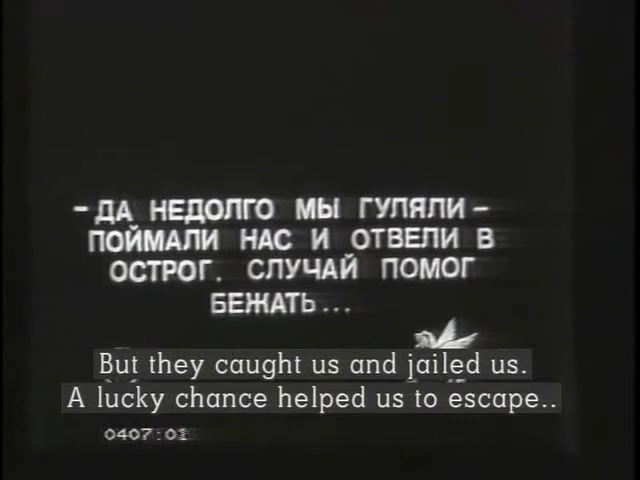 -ДА НЕДОЛГО МЫ ГУЛЯЛИ-
ПОЙМАЛИ НАС И ОТВЕЛИ В
ОСТРОГ. СЛУЧАЙ ПОМОГ
БЕЖАТЬ...
But they caught us and jailed us.
A lucky chance helped us to escape..
0407:01